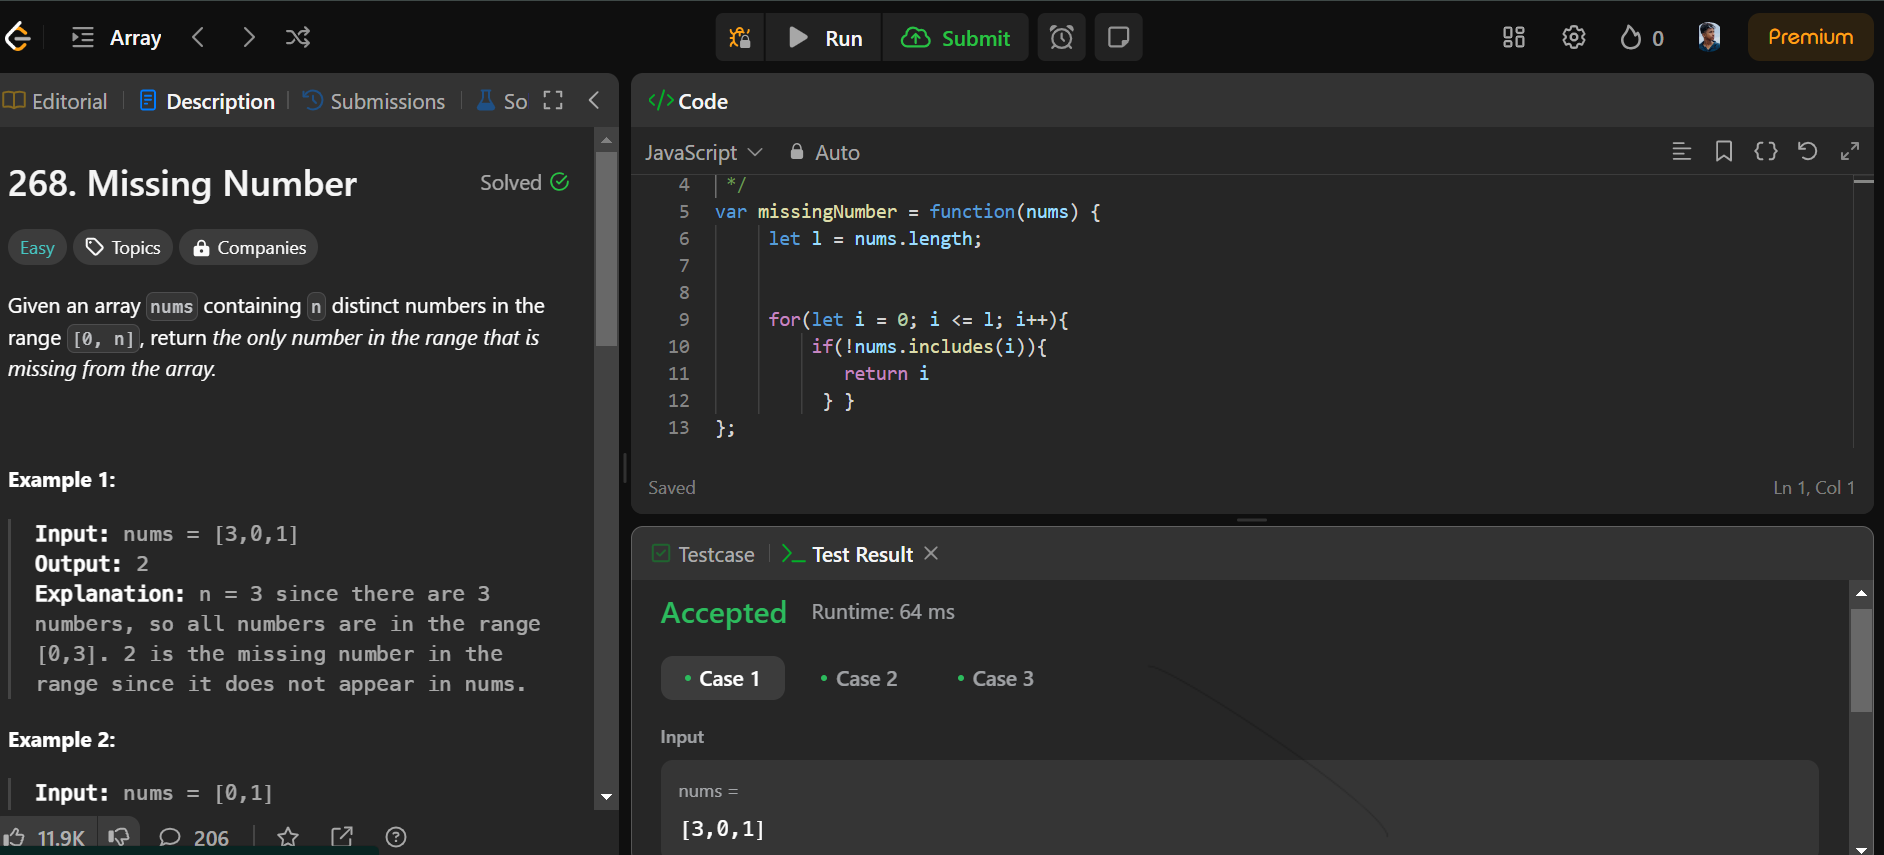 Array
Run
Submit
0
Premium
Editorial
Description
Submissions
So
268. Missing Number
Solved
Easy
Topics
Companies
Given an array nums containing n distinct numbers in the
range [0, n], return the only number in the range that is
missing from the array.
Example 1:
Input: nums = [3,0,1]
Output: 2
Explanation: n = 3 since there are 3
numbers, so all numbers are in the range
[0,3]. 2 is the missing number in the
range since it does not appear in nums.
Example 2:
Input: nums = [0,1]
11.9K
206
</>Code
JavaScript
Auto
4 */
5 var missingNumber = function(nums) {
6 let l = nums.length;
7
8
9 for(let i = 0; i <= l; i++){
10 if(!nums.includes(i)){
11 return i
12 } }
13 };
Saved
Ln 1, Col 1
Testcase
>_ Test Result
Accepted
Runtime: 64 ms
• Case 1
• Case 2
• Case 3
Input
nums =
[3,0,1]